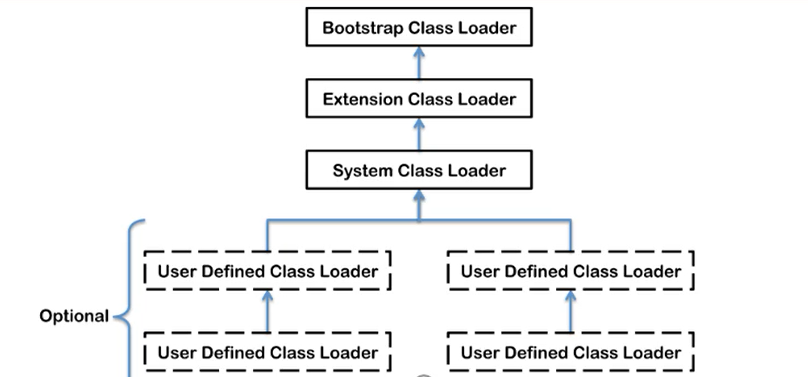 Bootstrap Class Loader
Extension Class Loader
System Class Loader
User Defined Class Loader
User Defined Class Loader
Optional
User Defined Class Loader
User Defined Class Loader